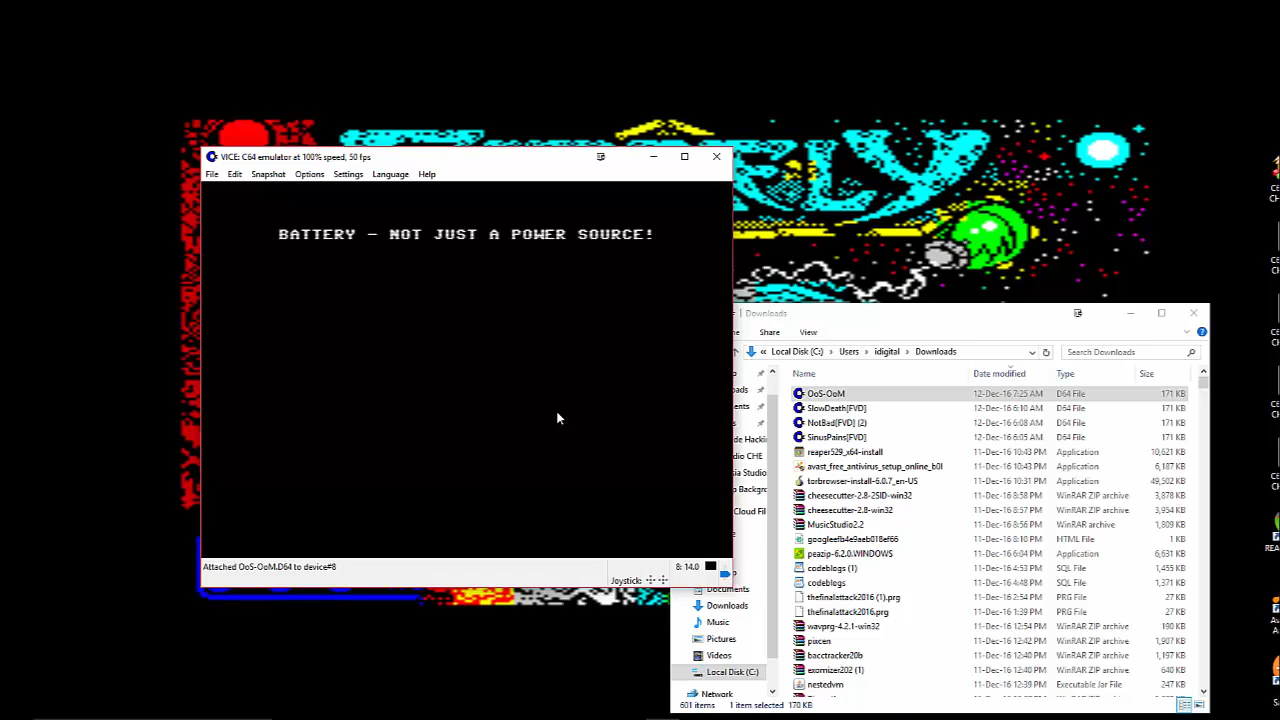 VICE: C64 emulator at 100% speed, 50 fps
File Edit Snapshot Options Settings Language Help
BATTERY - NOT JUST A POWER SOURCE!
Attached OoS-OoM.D64 to device#8
8: 14.0
Joystick:
Downloads
Share View
« Local Disk (C:) › Users › idigital › Downloads
Search Downloads
Name Date modified Type Size
OoS-OoM 12-Dec-16 7:25 AM D64 File 171 KB
SlowDeath[FVD] 12-Dec-16 6:10 AM D64 File 171 KB
NotBad[FVD] (2) 12-Dec-16 6:08 AM D64 File 171 KB
SinusPains[FVD] 12-Dec-16 6:05 AM D64 File 171 KB
reaper529_x64-install 11-Dec-16 10:43 PM Application 10,621 KB
avast_free_antivirus_setup_online_b0l 11-Dec-16 10:43 PM Application 6,187 KB
torbrowser-install-6.0.7_en-US 11-Dec-16 10:31 PM Application 49,502 KB
cheesecutter-2.8-2SID-win32 11-Dec-16 8:58 PM WinRAR ZIP archive 3,878 KB
cheesecutter-2.8-win32 11-Dec-16 8:57 PM WinRAR ZIP archive 3,954 KB
MusicStudio2.2 11-Dec-16 8:56 PM WinRAR archive 1,809 KB
googleefb4e9aeb018ef66 11-Dec-16 8:10 PM HTML File 1 KB
peazip-6.2.0.WINDOWS 11-Dec-16 6:04 PM Application 6,631 KB
codeblogs (1) 11-Dec-16 4:53 PM SQL File 1,455 KB
codeblogs 11-Dec-16 4:48 PM SQL File 1,371 KB
thefinalattack2016 (1).prg 11-Dec-16 2:54 PM PRG File 27 KB
thefinalattack2016.prg 11-Dec-16 1:39 PM PRG File 27 KB
wavprg-4.2.1-win32 11-Dec-16 12:54 PM WinRAR ZIP archive 190 KB
pixcen 11-Dec-16 12:42 PM WinRAR ZIP archive 1,907 KB
bacctracker20b 11-Dec-16 12:40 PM WinRAR ZIP archive 1,197 KB
exomizer202 (1) 11-Dec-16 12:40 PM WinRAR ZIP archive 640 KB
nestedvm 11-Dec-16 12:39 PM Executable Jar File 247 KB
Documents
Downloads
Music
Pictures
Videos
Local Disk (C:)
Network
601 items 1 item selected 170 KB